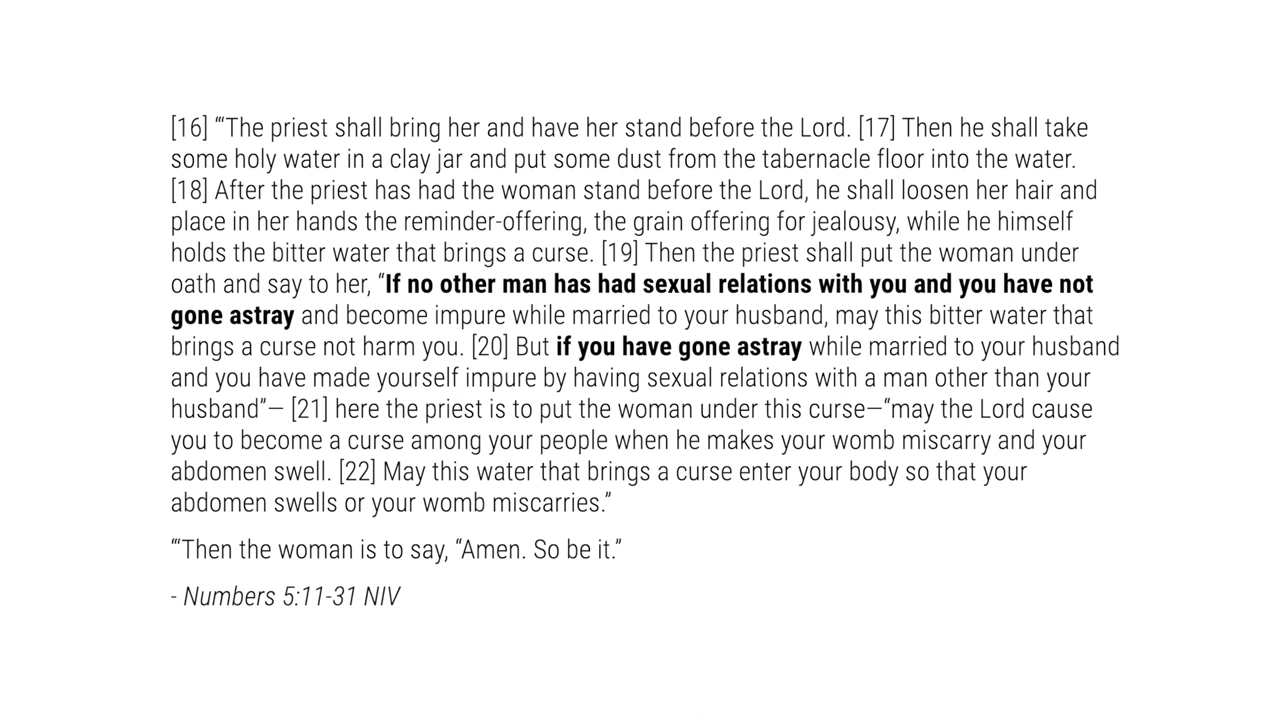 [16] “‘The priest shall bring her and have her stand before the Lord. [17] Then he shall take
some holy water in a clay jar and put some dust from the tabernacle floor into the water.
[18] After the priest has had the woman stand before the Lord, he shall loosen her hair and
place in her hands the reminder-offering, the grain offering for jealousy, while he himself
holds the bitter water that brings a curse. [19] Then the priest shall put the woman under
oath and say to her, “If no other man has had sexual relations with you and you have not
gone astray and become impure while married to your husband, may this bitter water that
brings a curse not harm you. [20] But if you have gone astray while married to your husband
and you have made yourself impure by having sexual relations with a man other than your
husband”— [21] here the priest is to put the woman under this curse—“may the Lord cause
you to become a curse among your people when he makes your womb miscarry and your
abdomen swell. [22] May this water that brings a curse enter your body so that your
abdomen swells or your womb miscarries.”
“‘Then the woman is to say, “Amen. So be it.”
- Numbers 5:11-31 NIV